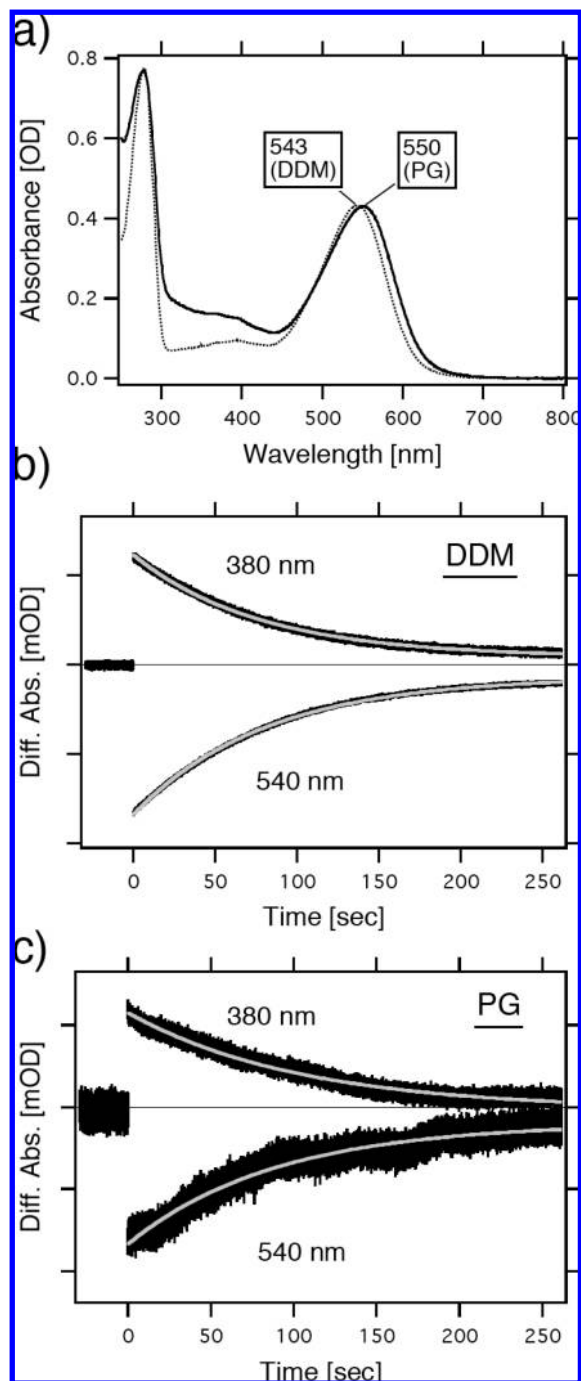 a)
0.8
0.6
0.4
0.2
0.0
Absorbance [OD]
543
(DDM)
550
(PG)
300 400 500 600 700 800
Wavelength [nm]
b)
380 nm
DDM
540 nm
Diff. Abs. [mOD]
0 50 100 150 200 250
Time [sec]
c)
380 nm
PG
540 nm
Diff. Abs. [mOD]
0 50 100 150 200 250
Time [sec]